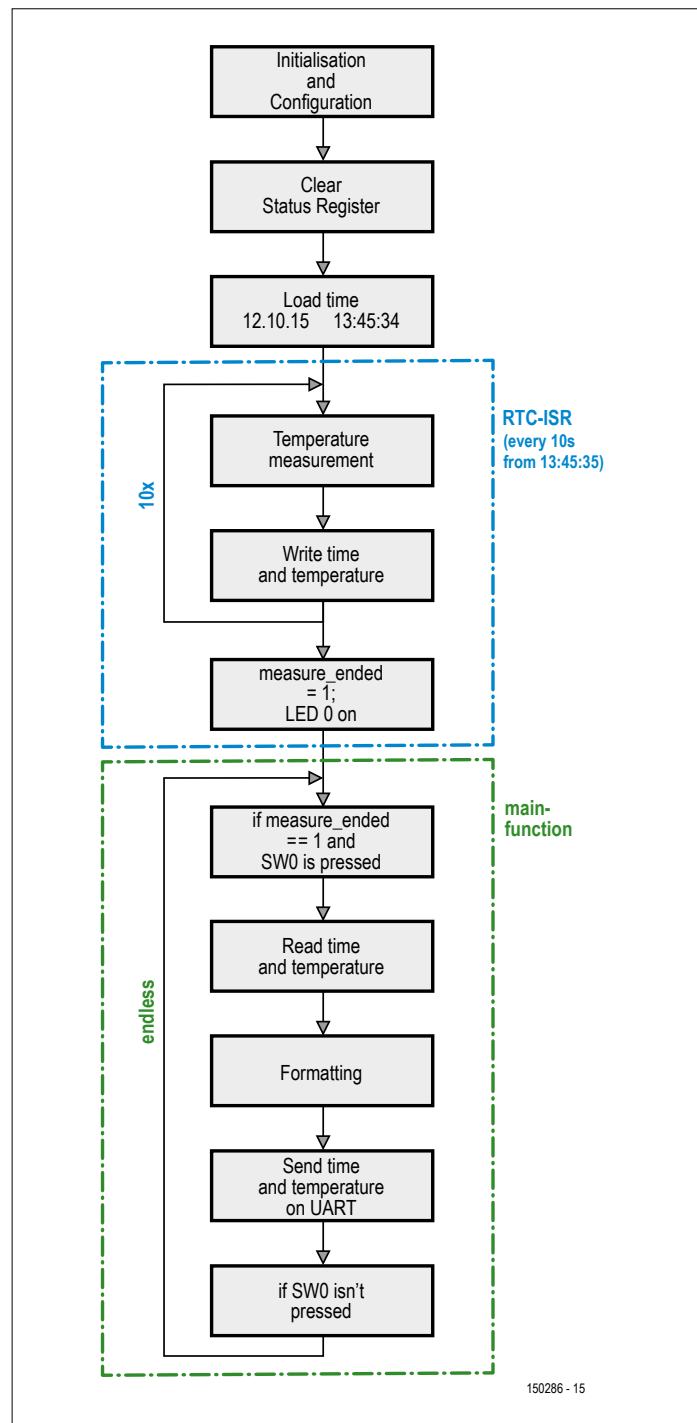 Initialisation
and
Configuration
Clear
Status Register
Load time
12.10.15 13:45:34
RTC-ISR
(every 10s
from 13:45:35)
10x
Temperature
measurement
Write time
and temperature
measure_ended
= 1;
LED 0 on
main-
function
endless
if measure_ended
== 1 and
SW0 is pressed
Read time
and temperature
Formatting
Send time
and temperature
on UART
if SW0 isn't
pressed
150286 - 15